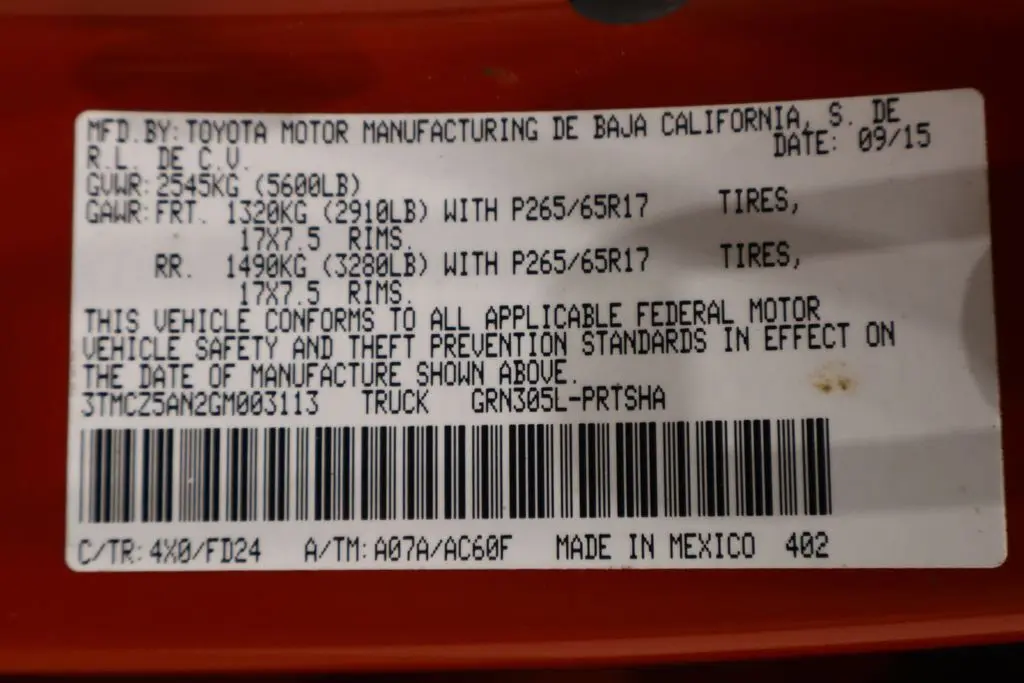 MFD.BY: TOYOTA MOTOR MANUFACTURING DE BAJA CALIFORNIA, S. DE
R.L. DE C.V. DATE: 09/15
GVWR: 2545KG (5600LB)
GAWR: FRT. 1320KG (2910LB) WITH P265/65R17 TIRES,
17X7.5 RIMS.
RR. 1490KG (3280LB) WITH P265/65R17 TIRES,
17X7.5 RIMS.
THIS VEHICLE CONFORMS TO ALL APPLICABLE FEDERAL MOTOR
VEHICLE SAFETY AND THEFT PREVENTION STANDARDS IN EFFECT ON
THE DATE OF MANUFACTURE SHOWN ABOVE.
3TMCZ5AN2GM003113 TRUCK GRN305L-PRTSHA
C/TR: 4X0/FD24 A/TM: A07A/AC60F MADE IN MEXICO 402